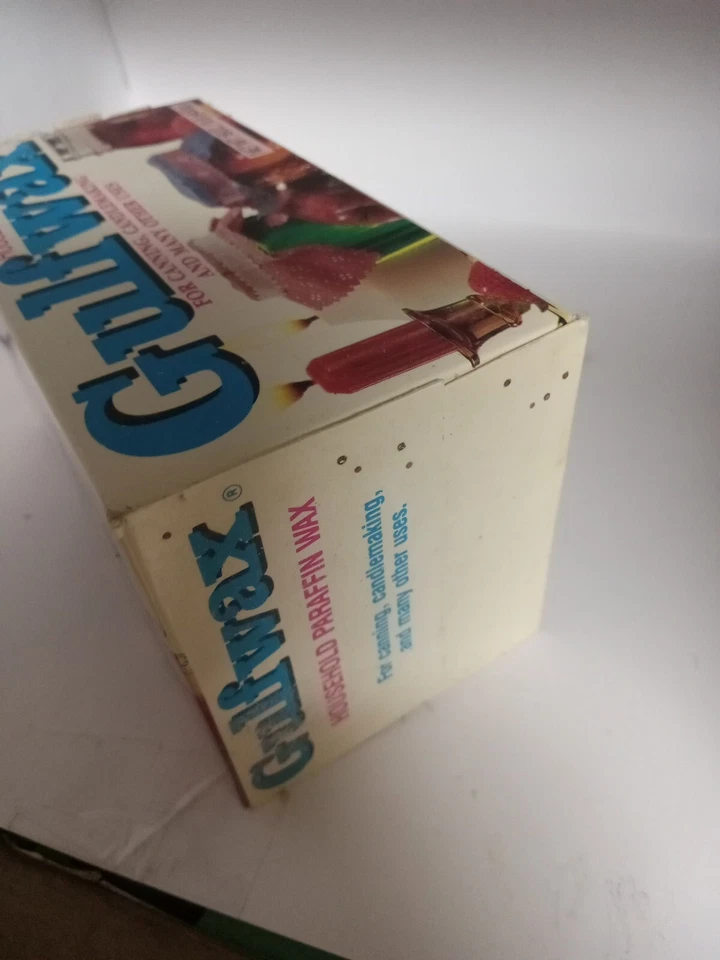 Gulfwax
FOR CANNING, CANDLEMAKING,
AND MANY OTHER USES
Gulfwax®
HOUSEHOLD PARAFFIN WAX
For canning, candlemaking,
and many other uses.